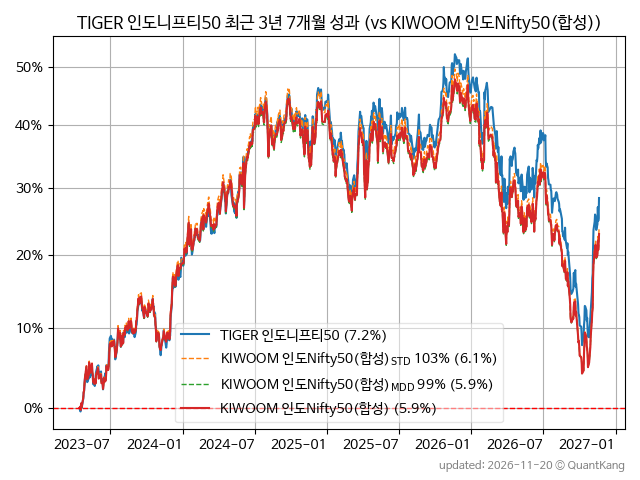 TIGER 인도니프티50 최근 3년 7개월 성과 (vs KIWOOM 인도Nifty50(합성))
50%
40%
30%
20%
10%
0%
TIGER 인도니프티50 (7.2%)
KIWOOM 인도Nifty50(합성) STD 103% (6.1%)
KIWOOM 인도Nifty50(합성) MDD 99% (5.9%)
KIWOOM 인도Nifty50(합성) (5.9%)
2023-07 2024-01 2024-07 2025-01 2025-07 2026-01 2026-07 2027-01
updated: 2026-11-20 © QuantKang